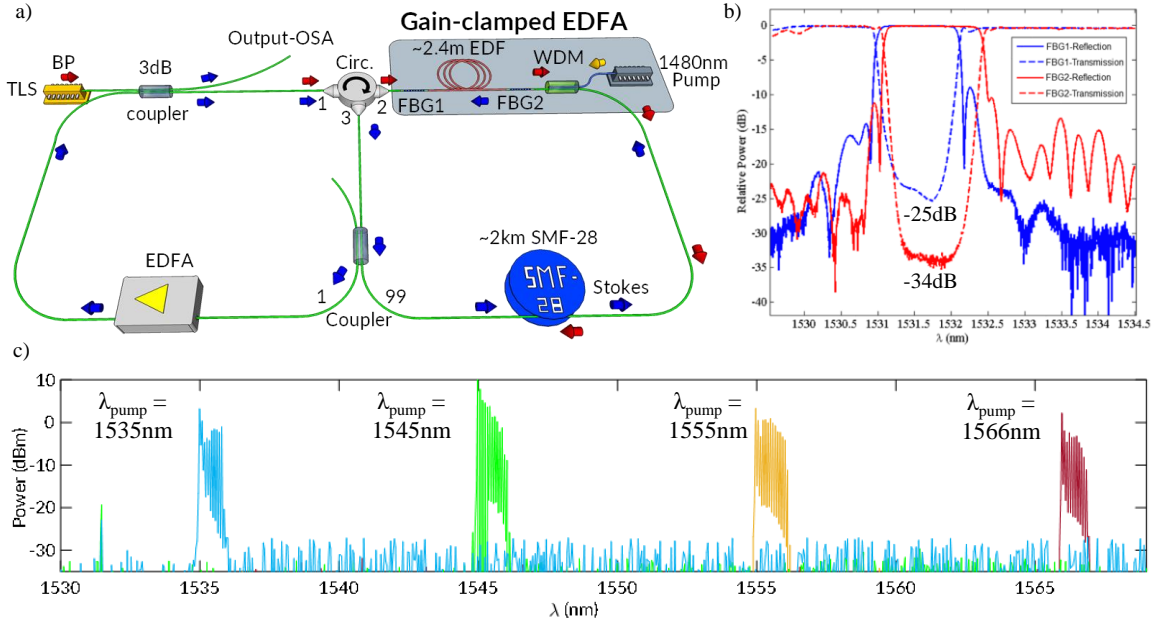 a)
Gain-clamped EDFA
Output-OSA
BP
3dB
TLS
coupler
Circ.
~2.4m EDF
WDM
1480nm
Pump
1
2
3
FBG1
FBG2
EDFA
1
99
Coupler
~2km SMF-28
SMF-
28
Stokes
b)
FBG1-Reflection
FBG1-Transmission
FBG2-Reflection
FBG2-Transmission
Relative Power (dB)
0
-5
-10
-15
-20
-25
-30
-35
-40
-25dB
-34dB
1530 1530.5 1531 1531.5 1532 1532.5 1533 1533.5 1534 1534.5
λ (nm)
c)
Power (dBm)
10
0
-10
-20
-30
λpump =
1535nm
λpump =
1545nm
λpump =
1555nm
λpump =
1566nm
1530 1535 1540 1545 1550 1555 1560 1565
λ (nm)